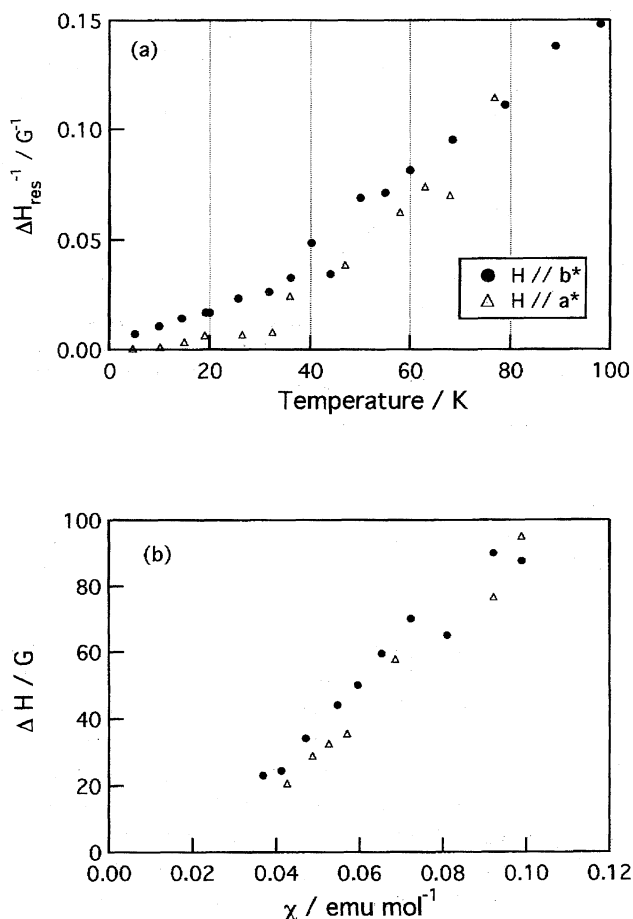 (a)
0.15
0.10
0.05
0.00
ΔH_res⁻¹ / G⁻¹
● H // b*
△ H // a*
20 40 60 80 100
Temperature / K
(b)
100
80
60
40
20
0
Δ H / G
0.00 0.02 0.04 0.06 0.08 0.10 0.12
χ / emu mol⁻¹